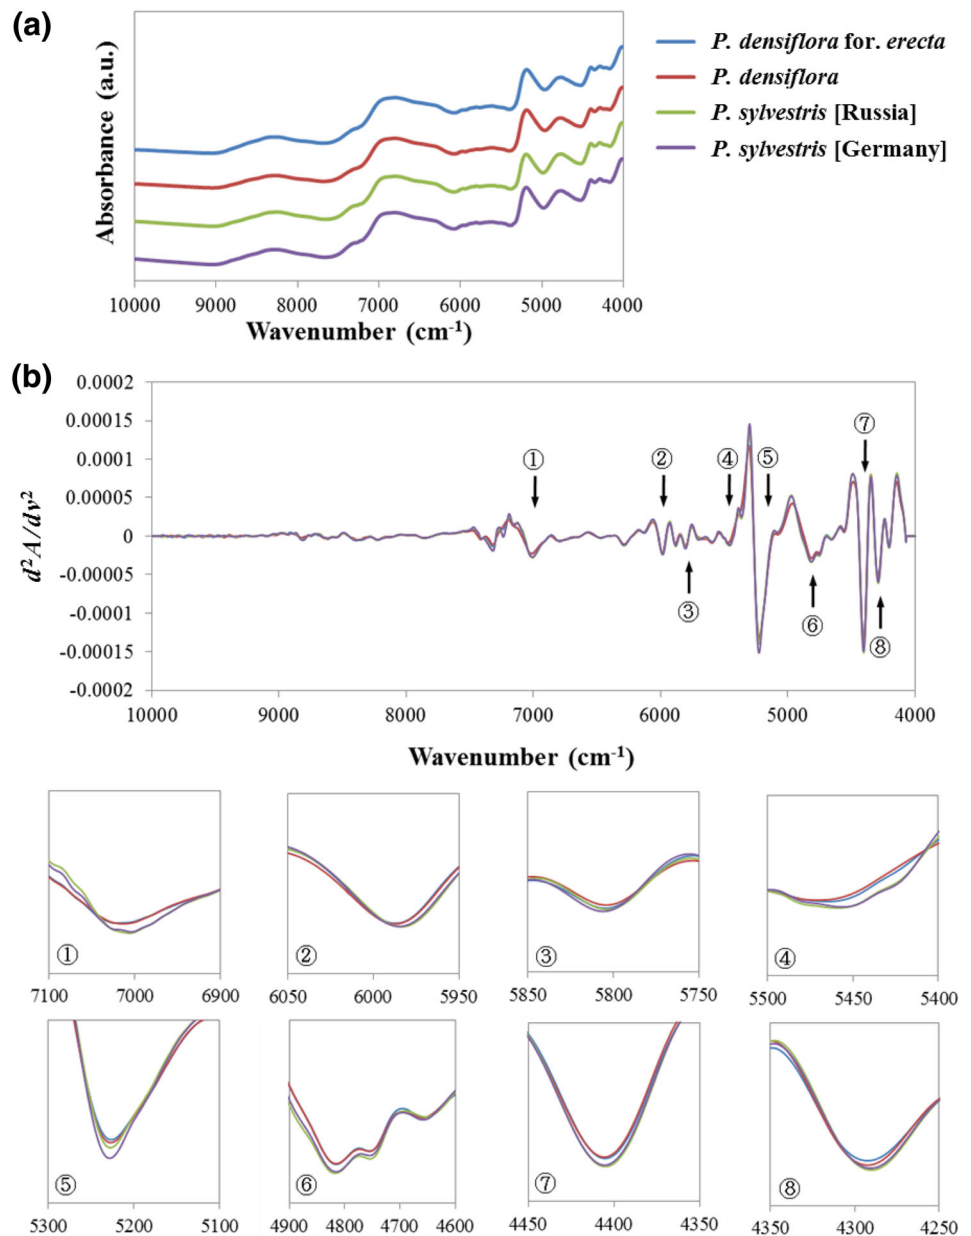 (a)
Absorbance (a.u.)
P. densiflora for. erecta
P. densiflora
P. sylvestris [Russia]
P. sylvestris [Germany]
10000 9000 8000 7000 6000 5000 4000
Wavenumber (cm-1)
(b)
d²A/dν²
0.0002
0.00015
0.0001
0.00005
0
-0.00005
-0.0001
-0.00015
-0.0002
① ② ③ ④ ⑤ ⑥ ⑦ ⑧
10000 9000 8000 7000 6000 5000 4000
Wavenumber (cm-1)
①
7100 7000 6900
②
6050 6000 5950
③
5850 5800 5750
④
5500 5450 5400
⑤
5300 5200 5100
⑥
4900 4800 4700 4600
⑦
4450 4400 4350
⑧
4350 4300 4250